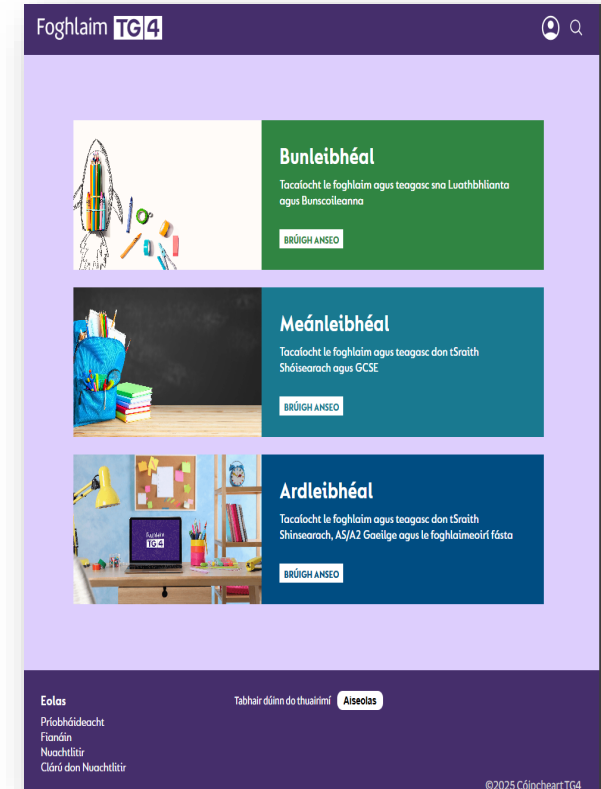 Foghlaim TG4
Bunleibhéal
Tacaíocht le foghlaim agus teagasc sna Luathbhlianta
agus Bunscoileanna
BRÚIGH ANSEO
Meánleibhéal
Tacaíocht le foghlaim agus teagasc don tSraith
Shóisearach agus GCSE
BRÚIGH ANSEO
Foghlaim
TG4
Ardleibhéal
Tacaíocht le foghlaim agus teagasc don tSraith
Shinsearach, AS/A2 Gaeilge agus le foghlaimeoirí fásta
BRÚIGH ANSEO
Eolas
Príobháideacht
Fianáin
Nuachtlitir
Clárú don Nuachtlitir
Tabhair dúinn do thuairimí Aiseolas
©2025 Cóipcheart TG4